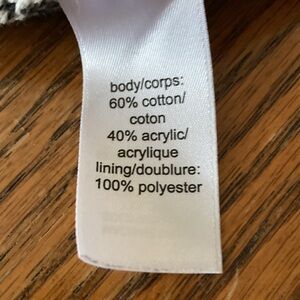 body/corps:
60% cotton/
coton
40% acrylic/
acrylique
lining/doublure:
100% polyester